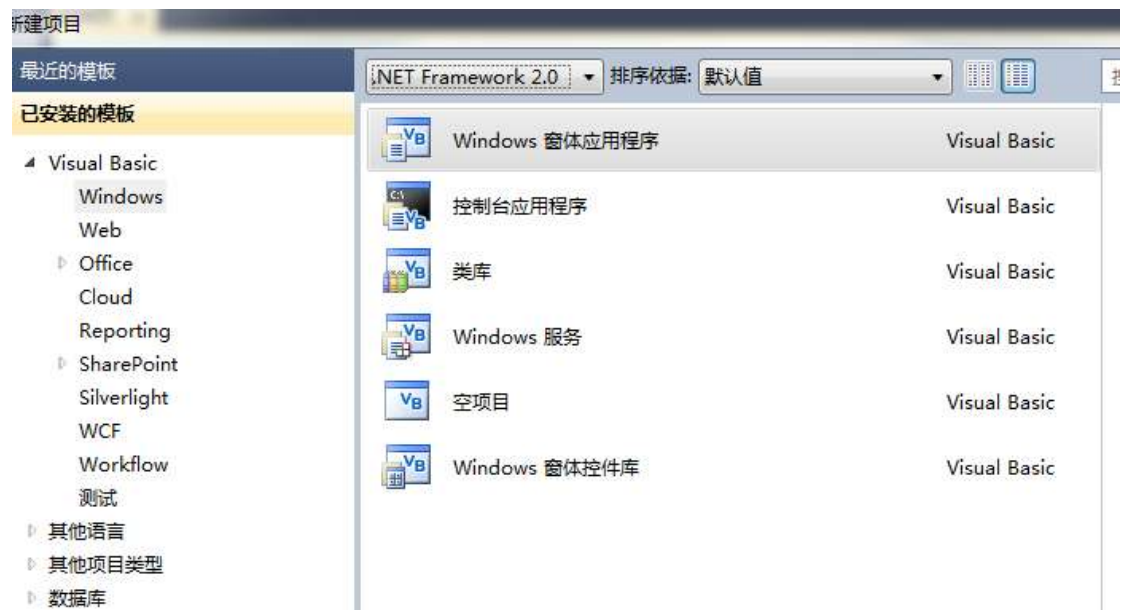 新建项目
最近的模板
.NET Framework 2.0 排序依据: 默认值
已安装的模板
Visual Basic
Windows
Web
Office
Cloud
Reporting
SharePoint
Silverlight
WCF
Workflow
测试
其他语言
其他项目类型
数据库
Windows 窗体应用程序 Visual Basic
控制台应用程序 Visual Basic
类库 Visual Basic
Windows 服务 Visual Basic
空项目 Visual Basic
Windows 窗体控件库 Visual Basic